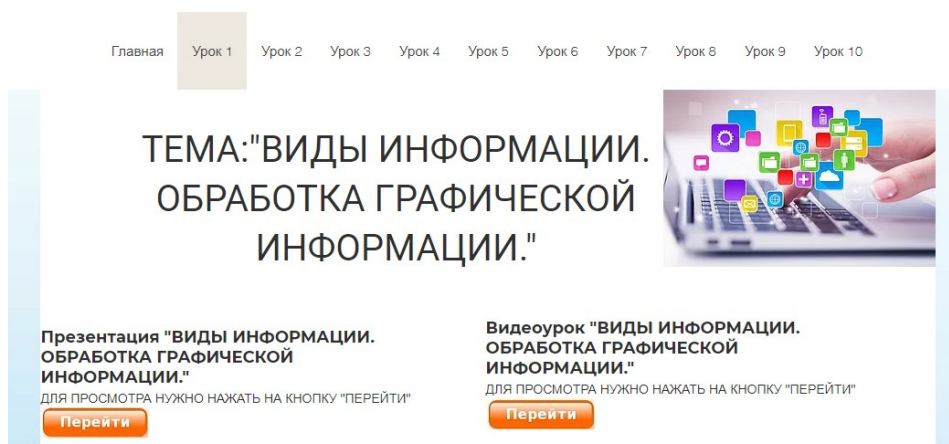 Главная Урок 1 Урок 2 Урок 3 Урок 4 Урок 5 Урок 6 Урок 7 Урок 8 Урок 9 Урок 10
ТЕМА:"ВИДЫ ИНФОРМАЦИИ.
ОБРАБОТКА ГРАФИЧЕСКОЙ
ИНФОРМАЦИИ."
Презентация "ВИДЫ ИНФОРМАЦИИ.
ОБРАБОТКА ГРАФИЧЕСКОЙ
ИНФОРМАЦИИ."
ДЛЯ ПРОСМОТРА НУЖНО НАЖАТЬ НА КНОПКУ "ПЕРЕЙТИ"
Перейти
Видеоурок "ВИДЫ ИНФОРМАЦИИ.
ОБРАБОТКА ГРАФИЧЕСКОЙ
ИНФОРМАЦИИ."
ДЛЯ ПРОСМОТРА НУЖНО НАЖАТЬ НА КНОПКУ "ПЕРЕЙТИ"
Перейти